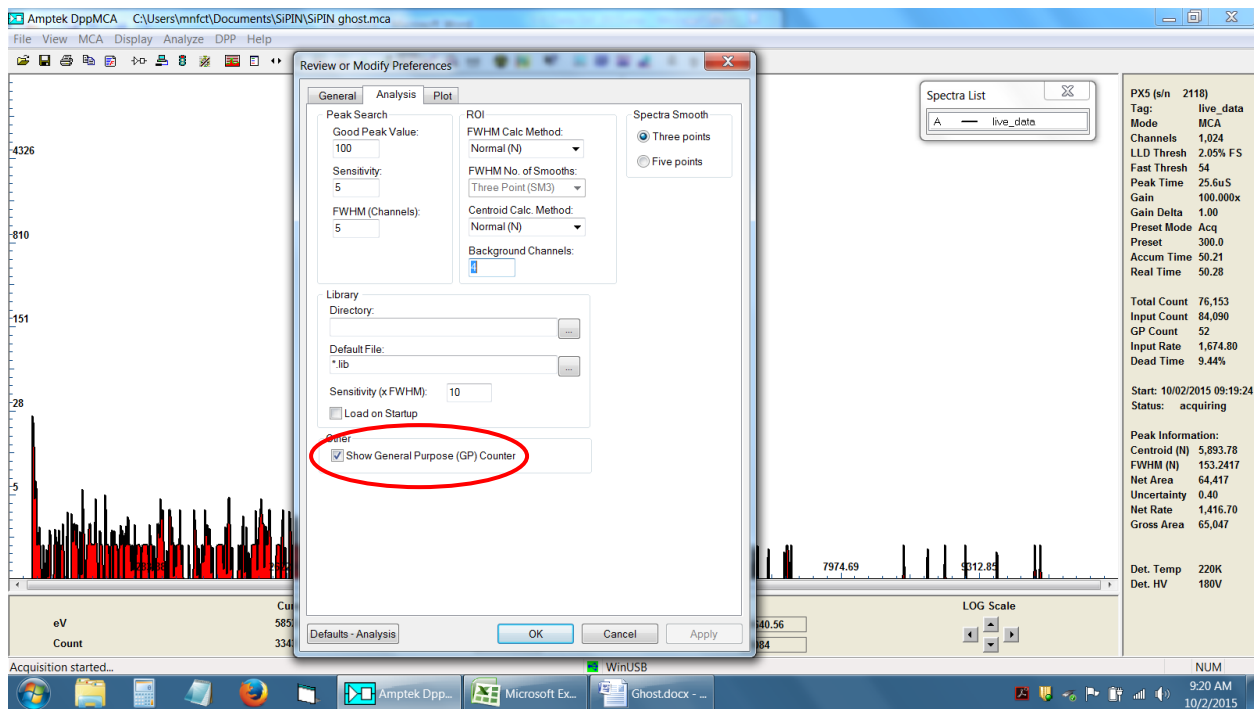 Amptek DppMCA C:\Users\mnfct\Documents\SiPIN\SiPIN ghost.mca
File View MCA Display Analyze DPP Help
Review or Modify Preferences
General Analysis Plot
Peak Search
Good Peak Value:
100
Sensitivity:
5
FWHM (Channels):
5
ROI
FWHM Calc Method:
Normal (N)
FWHM No. of Smooths:
Three Point (SM3)
Centroid Calc. Method:
Normal (N)
Background Channels:
4
Spectra Smooth
Three points
Five points
Library
Directory:
...
Default File:
*.lib
...
Sensitivity (x FWHM): 10
Load on Startup
Other
Show General Purpose (GP) Counter
Defaults - Analysis OK Cancel Apply
4326
810
151
28
5
7974.69
9312.85
Spectra List
A live_data
PX5 (s/n 2118)
Tag: live_data
Mode MCA
Channels 1,024
LLD Thresh 2.05% FS
Fast Thresh 54
Peak Time 25.6uS
Gain 100.000x
Gain Delta 1.00
Preset Mode Acq
Preset 300.0
Accum Time 50.21
Real Time 50.28
Total Count 76,153
Input Count 84,090
GP Count 52
Input Rate 1,674.80
Dead Time 9.44%
Start: 10/02/2015 09:19:24
Status: acquiring
Peak Information:
Centroid (N) 5,893.78
FWHM (N) 153.2417
Net Area 64,417
Uncertainty 0.40
Net Rate 1,416.70
Gross Area 65,047
Det. Temp 220K
Det. HV 180V
LOG Scale
eV
Count
Acquisition started...
WinUSB
NUM
Amptek Dpp...
Microsoft Ex...
Ghost.docx - ...
9:20 AM
10/2/2015